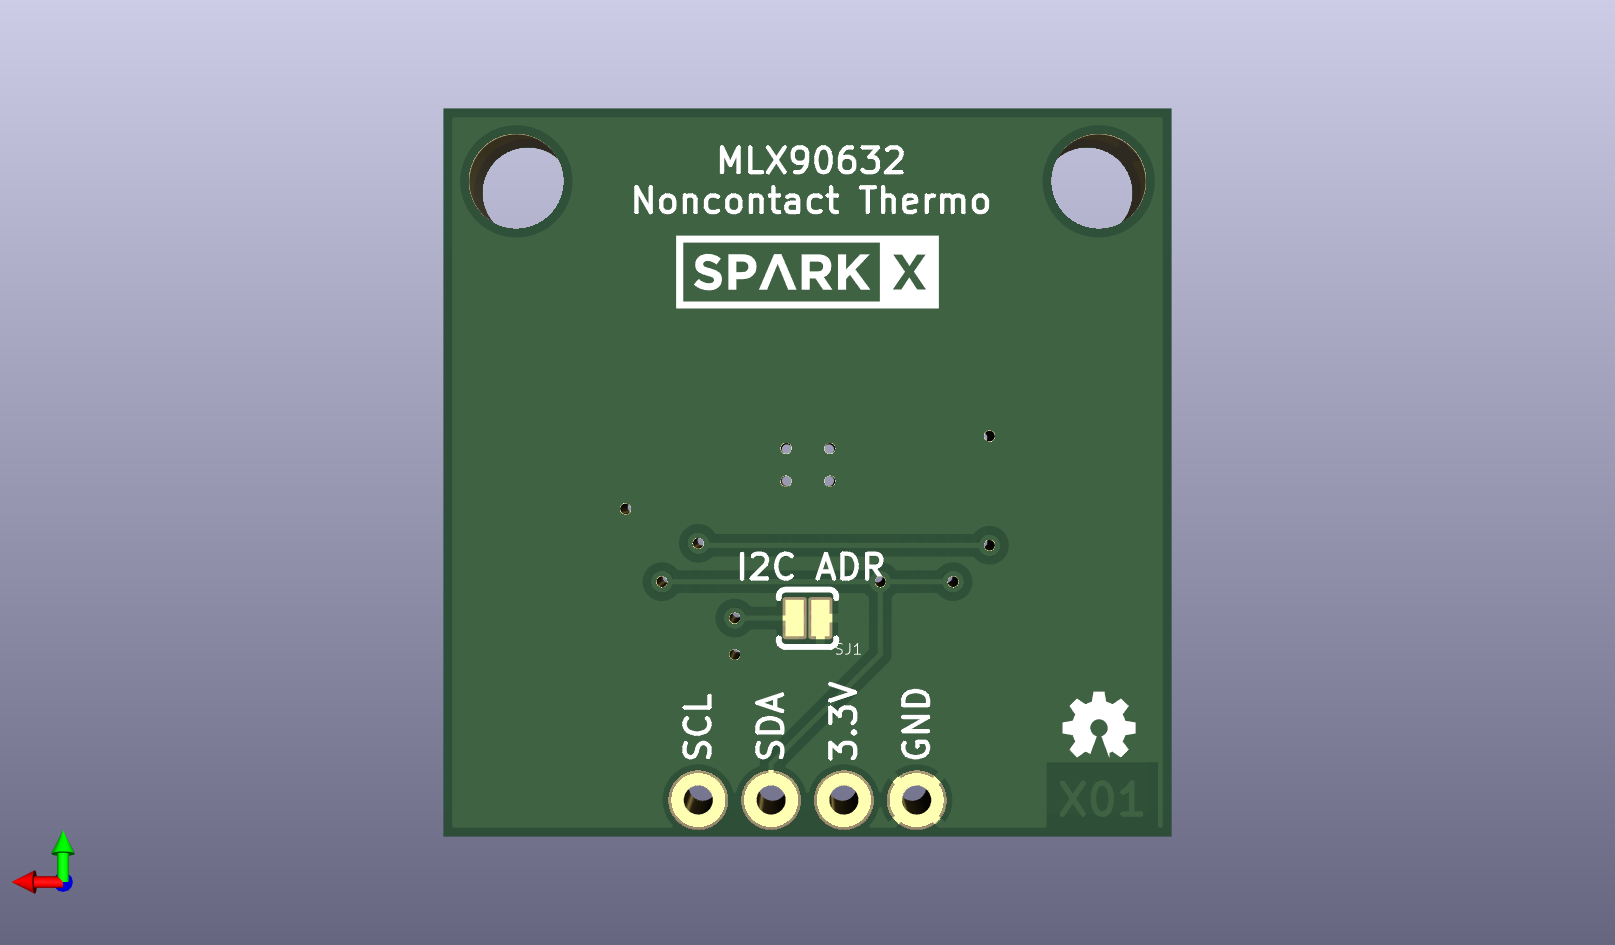 MLX90632
Noncontact Thermo
SPARK X
I2C ADR
SJ1
SCL
SDA
3.3V
GND
X01